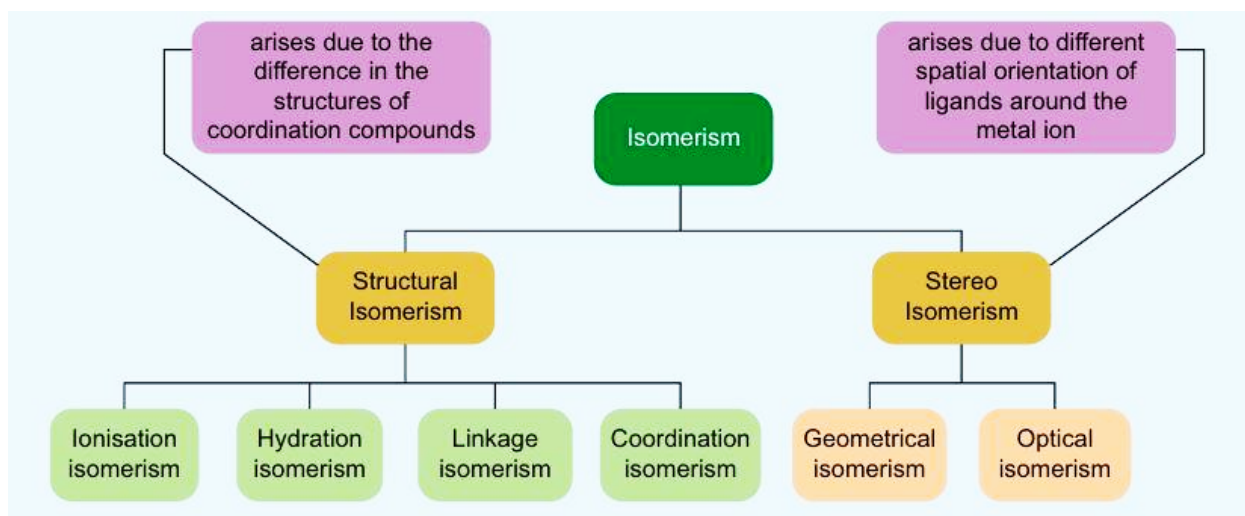 arises due to the
difference in the
structures of
coordination compounds
arises due to different
spatial orientation of
ligands around the
metal ion
Isomerism
Structural
Isomerism
Stereo
Isomerism
Ionisation
isomerism
Hydration
isomerism
Linkage
isomerism
Coordination
isomerism
Geometrical
isomerism
Optical
isomerism